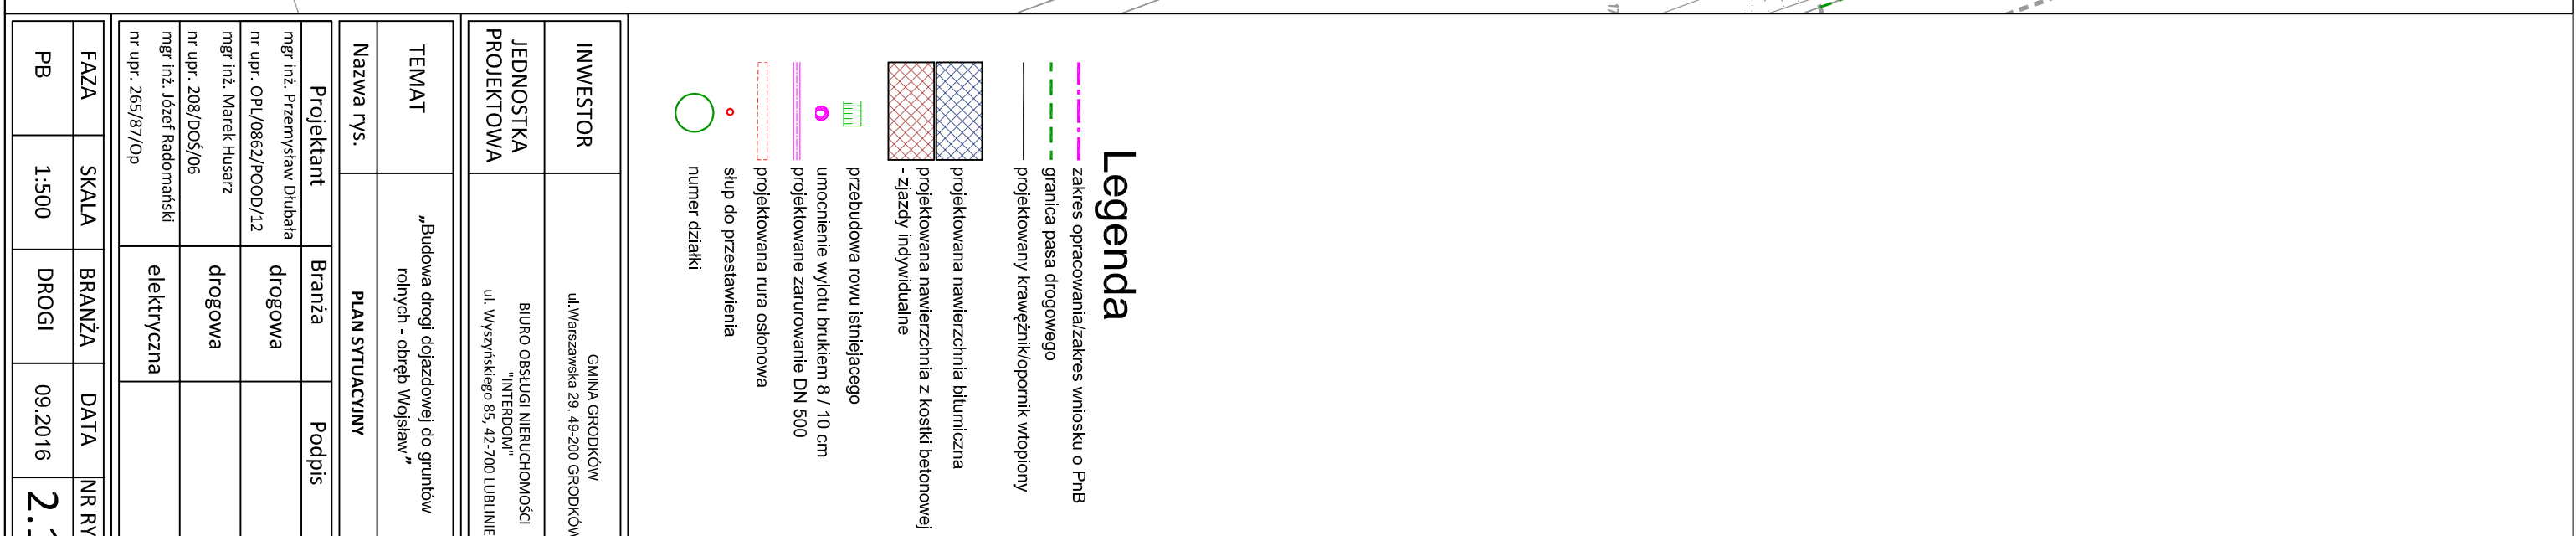 Legenda
zakres opracowania/zakres wniosku o PnB
granica pasa drogowego
projektowany krawężnik/opornik wtopiony
projektowana nawierzchnia bitumiczna
projektowana nawierzchnia z kostki betonowej
- zjazdy indywidualne
przebudowa rowu istniejacego
umocnienie wylotu brukiem 8 / 10 cm
projektowane zarurowanie DN 500
projektowana rura osłonowa
słup do przestawienia
numer działki
INWESTOR
GMINA GRODKÓW
ul.Warszawska 29, 49-200 GRODKÓW
JEDNOSTKA
PROJEKTOWA
BIURO OBSŁUGI NIERUCHOMOŚCI
"INTERDOM"
ul. Wyszyńskiego 85, 42-700 LUBLINIE
TEMAT
„Budowa drogi dojazdowej do gruntów
rolnych - obręb Wojsław”
Nazwa rys.
PLAN SYTUACYJNY
Projektant Branża Podpis
mgr inż. Przemysław Dłubała
nr upr. OPL/0862/POOD/12
drogowa
mgr inż. Marek Husarz
nr upr. 208/DOŚ/06
drogowa
mgr inż. Józef Radomański
nr upr. 265/87/Op
elektryczna
FAZA SKALA BRANŻA DATA NR RY
PB 1:500 DROGI 09.2016 2.
17